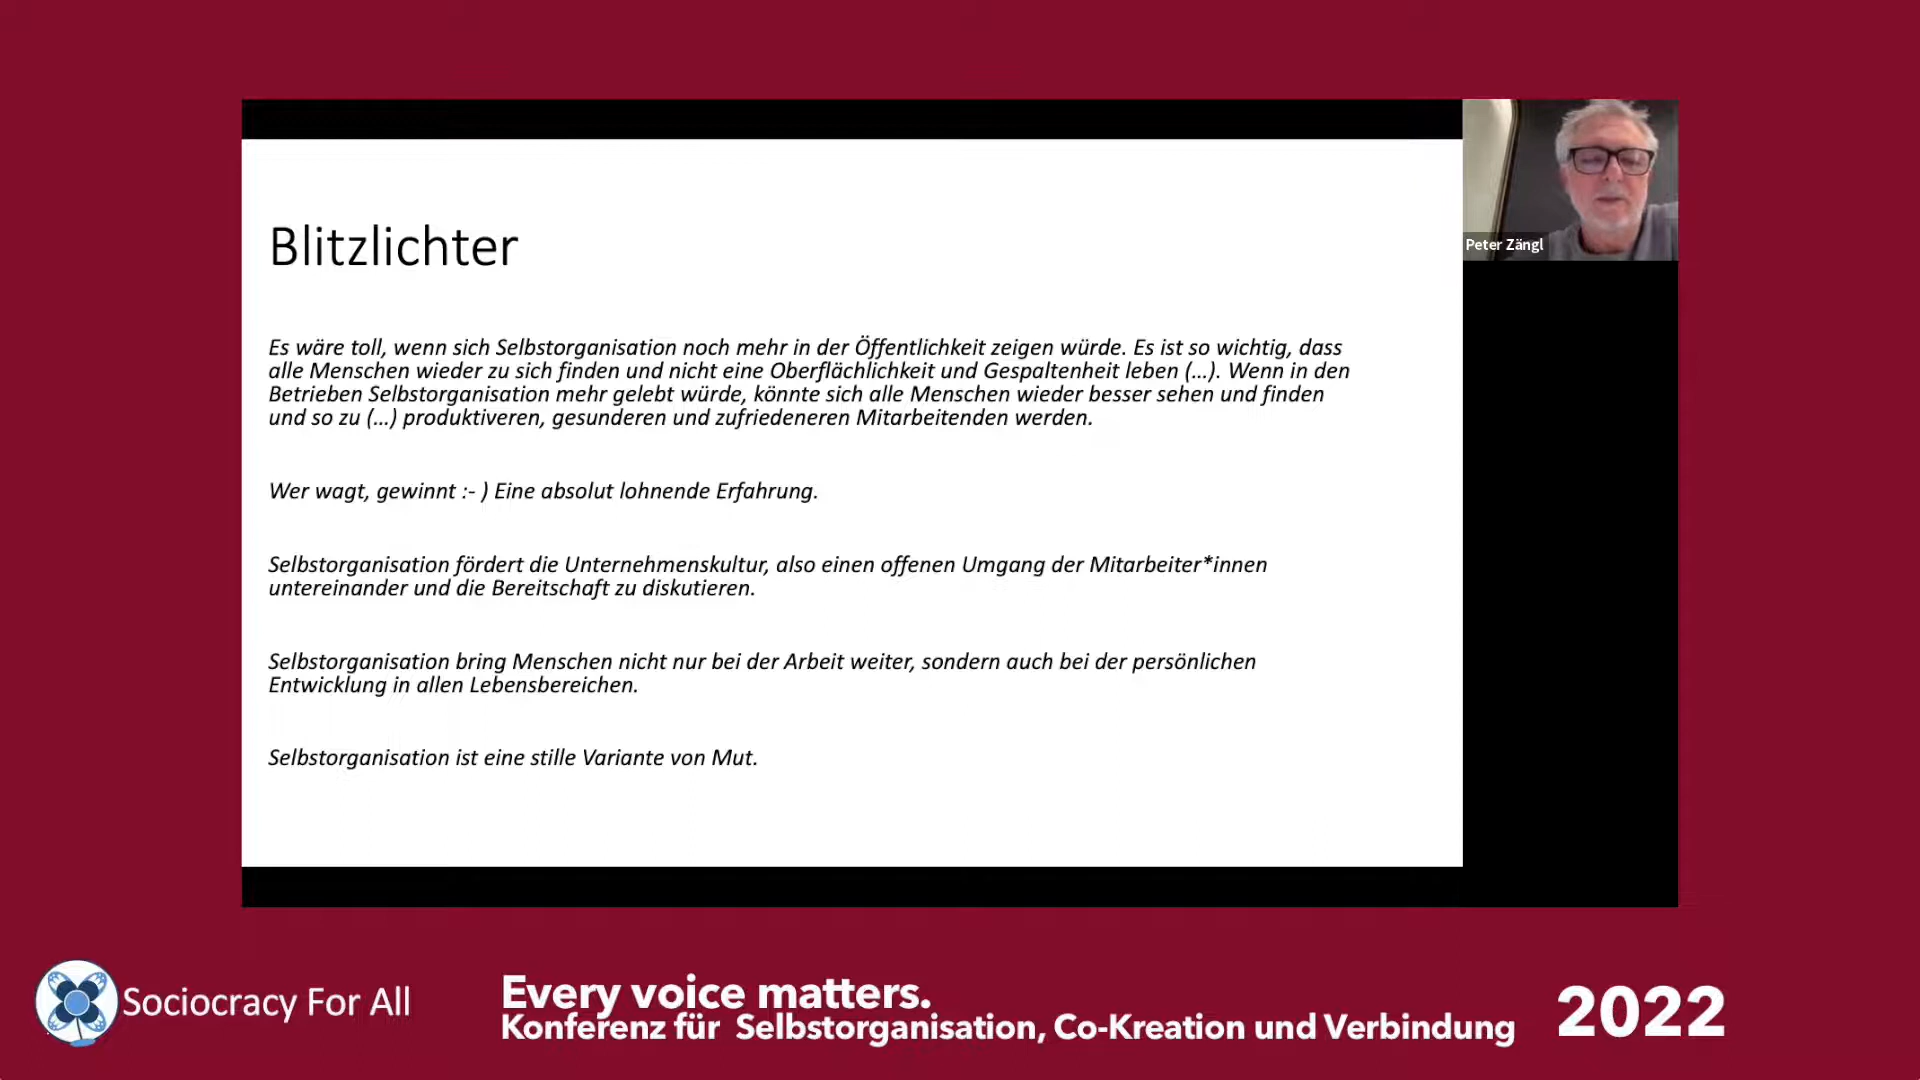 Blitzlichter
Es wäre toll, wenn sich Selbstorganisation noch mehr in der Öffentlichkeit zeigen würde. Es ist so wichtig, dass
alle Menschen wieder zu sich finden und nicht eine Oberflächlichkeit und Gespaltenheit leben (...). Wenn in den
Betrieben Selbstorganisation mehr gelebt würde, könnte sich alle Menschen wieder besser sehen und finden
und so zu (...) produktiveren, gesunderen und zufriedeneren Mitarbeitenden werden.
Wer wagt, gewinnt :- ) Eine absolut lohnende Erfahrung.
Selbstorganisation fördert die Unternehmenskultur, also einen offenen Umgang der Mitarbeiter*innen
untereinander und die Bereitschaft zu diskutieren.
Selbstorganisation bring Menschen nicht nur bei der Arbeit weiter, sondern auch bei der persönlichen
Entwicklung in allen Lebensbereichen.
Selbstorganisation ist eine stille Variante von Mut.
Peter Zängl
Sociocracy For All
Every voice matters.
Konferenz für Selbstorganisation, Co-Kreation und Verbindung
2022